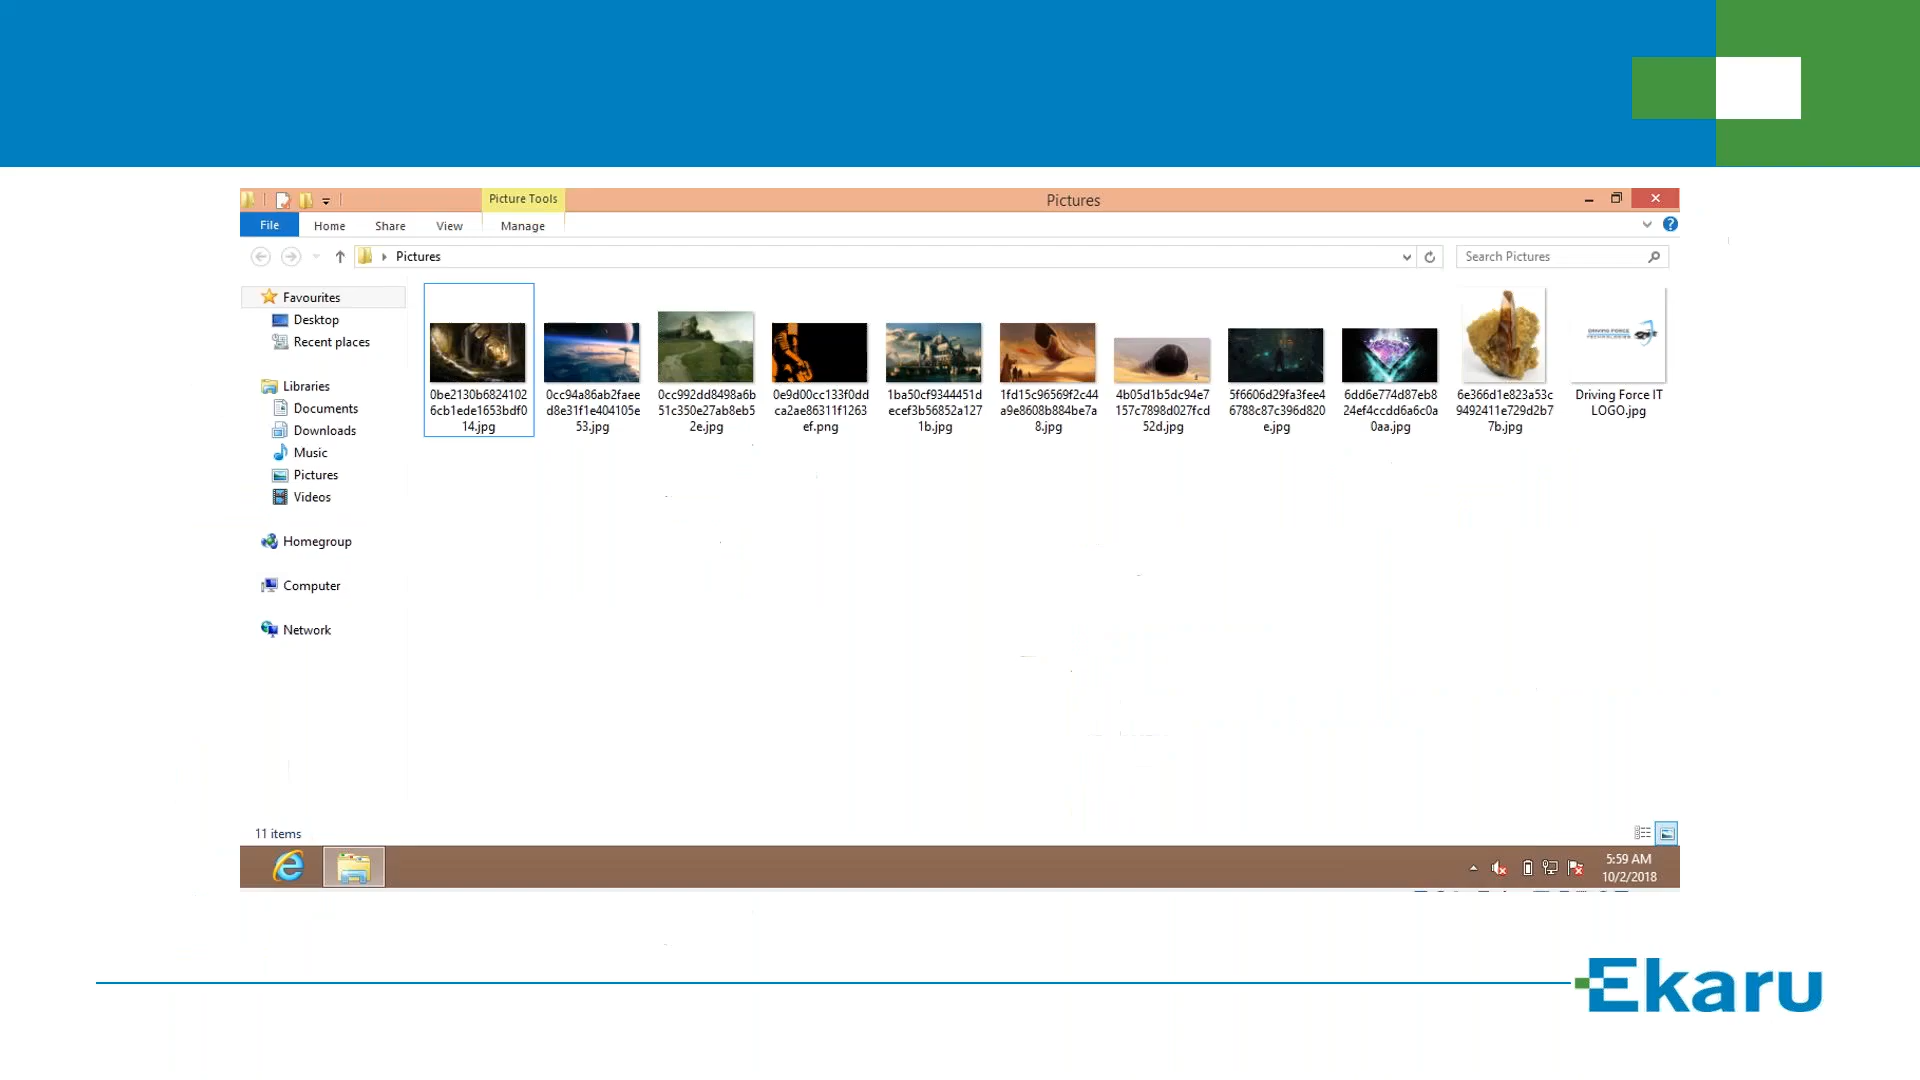 Picture Tools
Pictures
File
Home
Share
View
Manage
Pictures
Search Pictures
Favourites
Desktop
Recent places
Libraries
Documents
Downloads
Music
Pictures
Videos
Homegroup
Computer
Network
0be2130b6824102
6cb1ede1653bdf0
14.jpg
0cc94a86ab2faee
d8e31f1e404105e
53.jpg
0cc992dd8498a6b
51c350e27ab8eb5
2e.jpg
0e9d00cc133f0dd
ca2ae86311f1263
ef.png
1ba50cf9344451d
ecef3b56852a127
1b.jpg
1fd15c96569f2c44
a9e8608b884be7a
8.jpg
4b05d1b5dc94e7
157c7898d027fcd
52d.jpg
5f6606d29fa3fee4
6788c87c396d820
e.jpg
6dd6e774d87eb8
24ef4ccdd6a6c0a
0aa.jpg
6e366d1e823a53c
9492411e729d2b7
7b.jpg
DRIVING FORCE
TECHNOLOGIES
Driving Force IT
LOGO.jpg
11 items
5:59 AM
10/2/2018
Ekaru